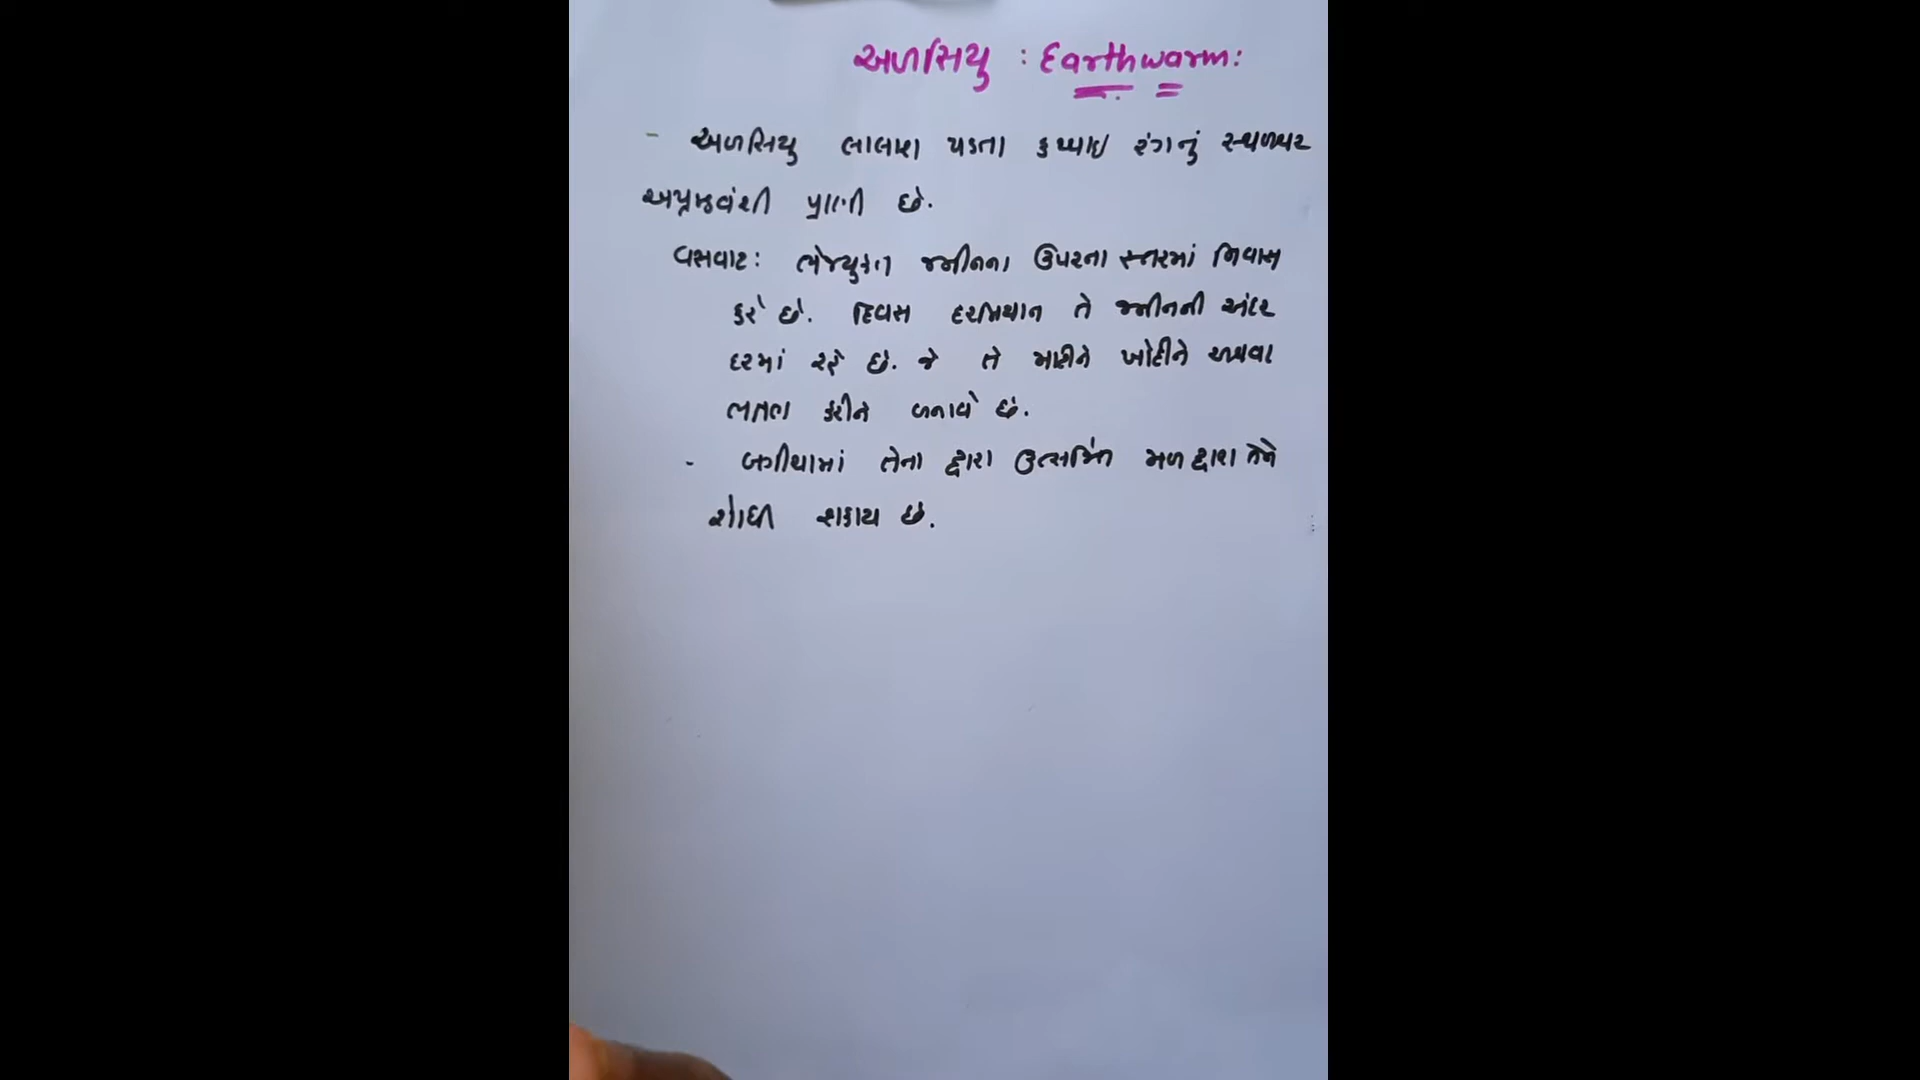 અળસિયુ : Earthwarm:
- અળસિયુ લાલાશ પડતા કથ્થાઇ રંગનું સ્થળચર
અપૃષ્ઠવંશી પ્રાણી છે.
વસવાટ: ભેજયુક્ત જમીનના ઉપરના સ્તરમાં નિવાસ
કરે છે. દિવસ દરમિયાન તે જમીનની અંદર
દરમાં રહે છે. જે તે માટીને ખોદીને અથવા
કરીને બનાવે છે.
- બગીચામાં તેના દ્વારા ઉત્સર્જિત મળ દ્વારા તેને
શોધી શકાય છે.